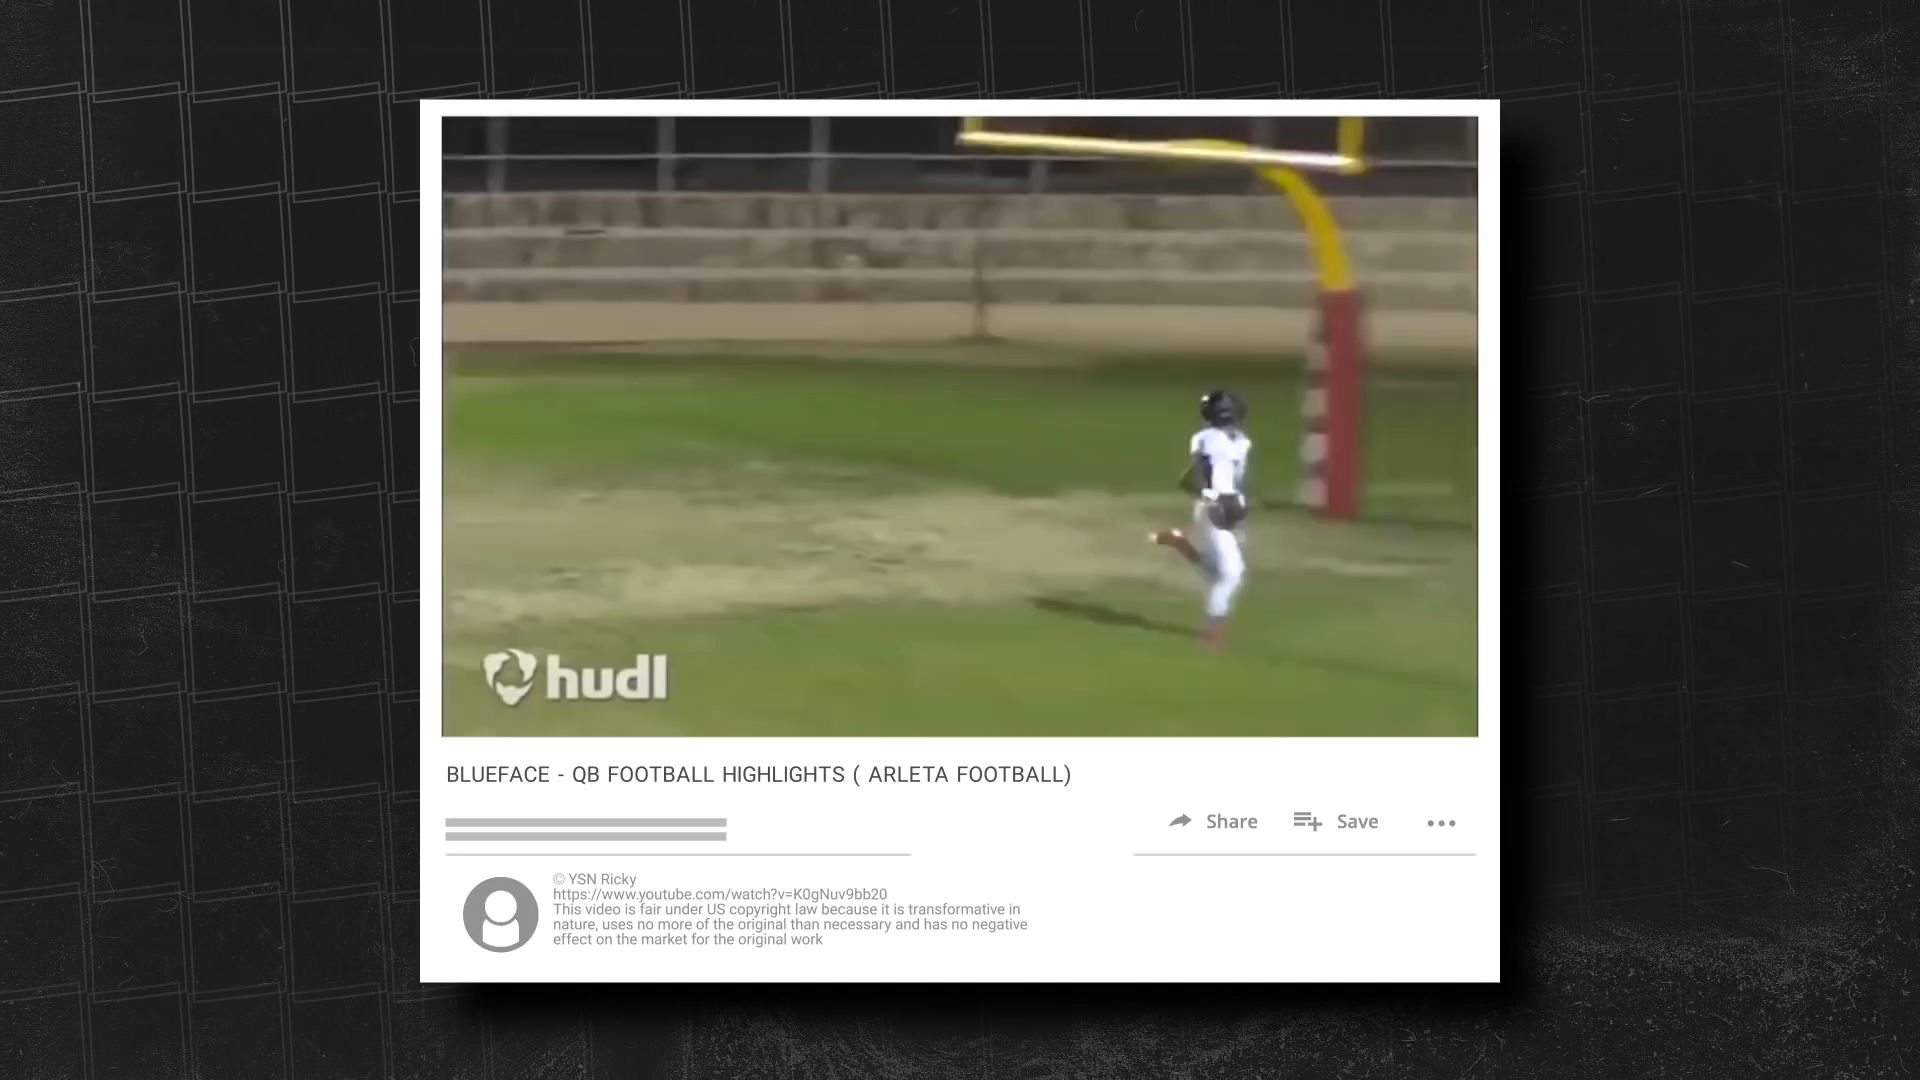 hudl
BLUEFACE - QB FOOTBALL HIGHLIGHTS ( ARLETA FOOTBALL)
Share
Save
© YSN Ricky
https://www.youtube.com/watch?v=K0gNuv9bb20
This video is fair under US copyright law because it is transformative in
nature, uses no more of the original than necessary and has no negative
effect on the market for the original work